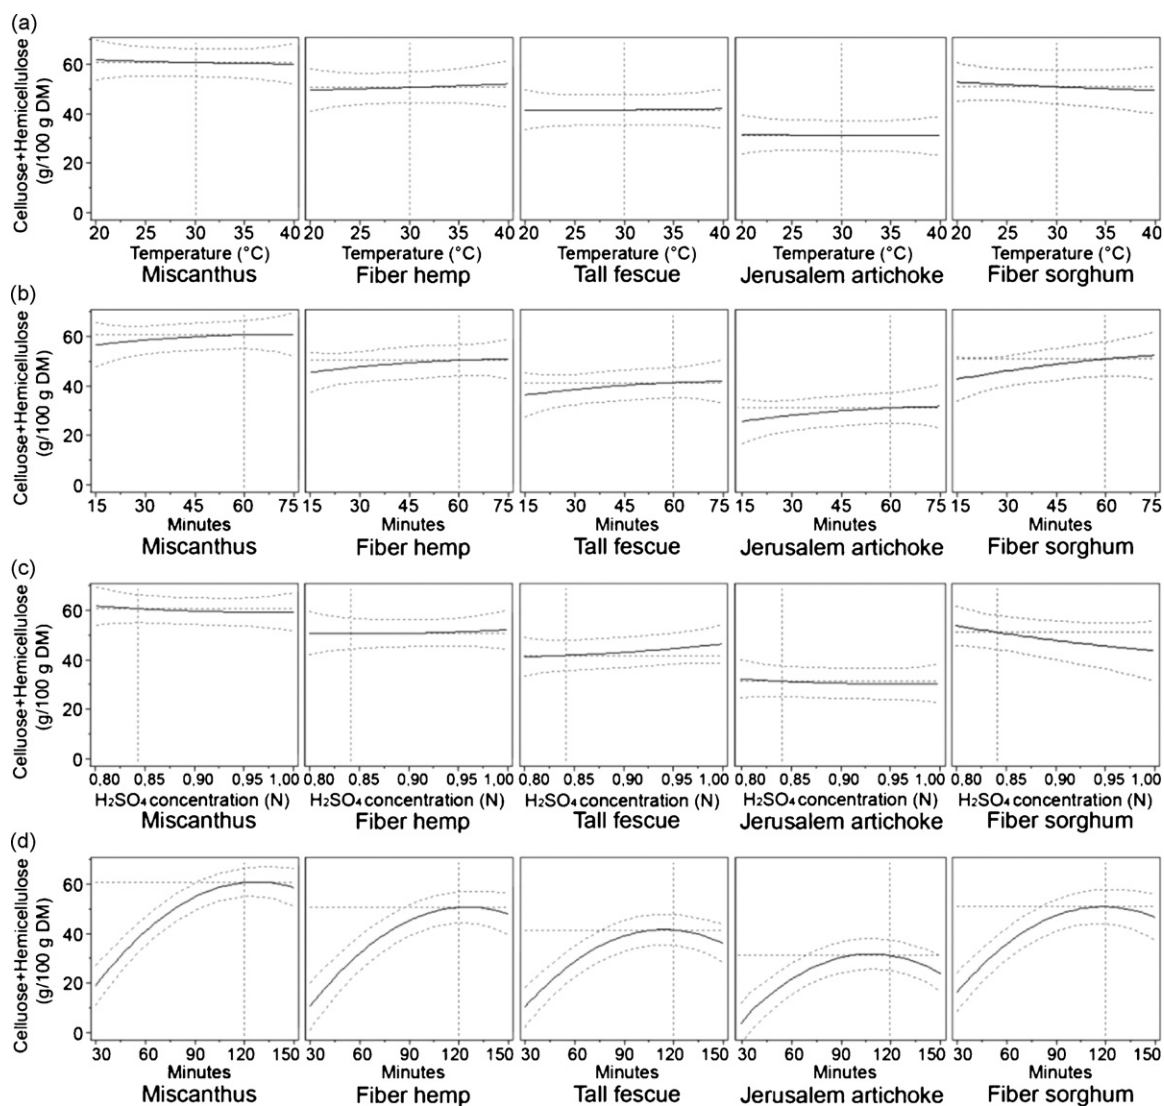 (a)
Celluose+Hemicellulose
(g/100 g DM)
60
40
20
0
20 25 30 35 40 20 25 30 35 40 20 25 30 35 40 20 25 30 35 40 20 25 30 35 40
Temperature (°C) Temperature (°C) Temperature (°C) Temperature (°C) Temperature (°C)
Miscanthus Fiber hemp Tall fescue Jerusalem artichoke Fiber sorghum
(b)
Celluose+Hemicellulose
(g/100 g DM)
60
40
20
0
15 30 45 60 75 15 30 45 60 75 15 30 45 60 75 15 30 45 60 75 15 30 45 60 75
Minutes Minutes Minutes Minutes Minutes
Miscanthus Fiber hemp Tall fescue Jerusalem artichoke Fiber sorghum
(c)
Celluose+Hemicellulose
(g/100 g DM)
60
40
20
0
0,80 0,85 0,90 0,95 1,00 0,80 0,85 0,90 0,95 1,00 0,80 0,85 0,90 0,95 1,00 0,80 0,85 0,90 0,95 1,00 0,80 0,85 0,90 0,95 1,00
H₂SO₄ concentration (N) H₂SO₄ concentration (N) H₂SO₄ concentration (N) H₂SO₄ concentration (N) H₂SO₄ concentration (N)
Miscanthus Fiber hemp Tall fescue Jerusalem artichoke Fiber sorghum
(d)
Celluose+Hemicellulose
(g/100 g DM)
60
40
20
0
30 60 90 120 150 30 60 90 120 150 30 60 90 120 150 30 60 90 120 150 30 60 90 120 150
Minutes Minutes Minutes Minutes Minutes
Miscanthus Fiber hemp Tall fescue Jerusalem artichoke Fiber sorghum